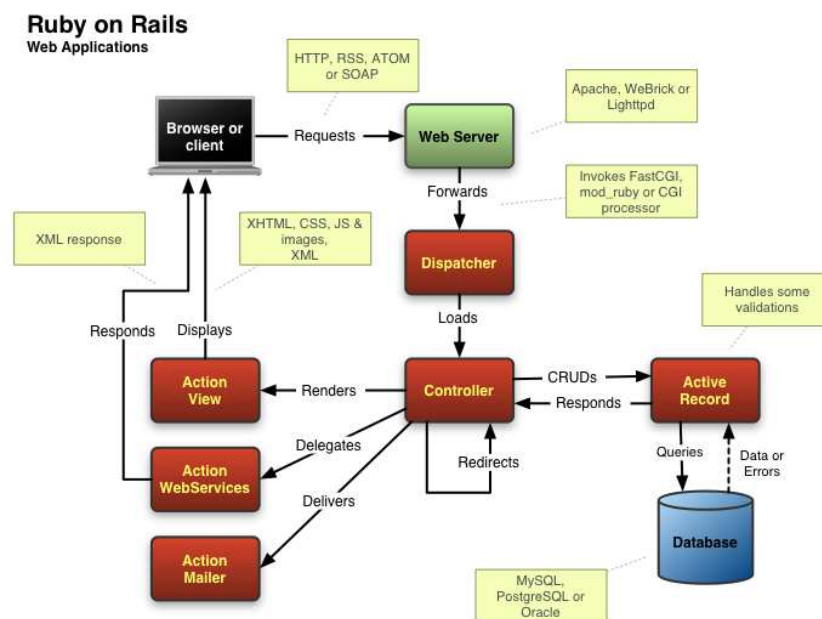 Ruby on Rails
Web Applications
HTTP, RSS, ATOM
or SOAP
Apache, WeBrick or
Lighttpd
Browser or
client
Requests
Web Server
Invokes FastCGI,
mod_ruby or CGI
processor
Forwards
XML response
XHTML, CSS, JS &
images,
XML
Dispatcher
Handles some
validations
Responds
Displays
Loads
Action
View
Renders
Controller
CRUDs
Responds
Active
Record
Delegates
Redirects
Queries
Data or
Errors
Action
WebServices
Delivers
Action
Mailer
Database
MySQL,
PostgreSQL or
Oracle